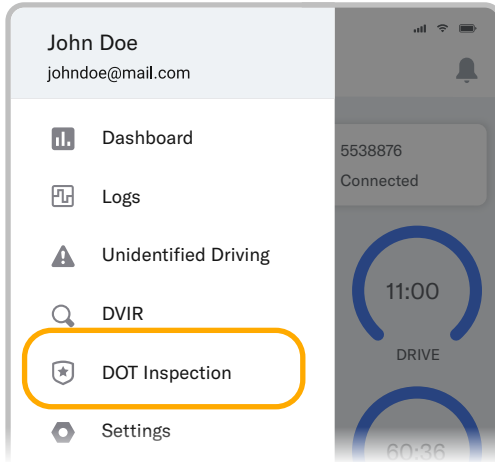 John Doe
johndoe@mail.com
Dashboard
Logs
Unidentified Driving
DVIR
DOT Inspection
Settings
5538876
Connected
11:00
DRIVE
60:36